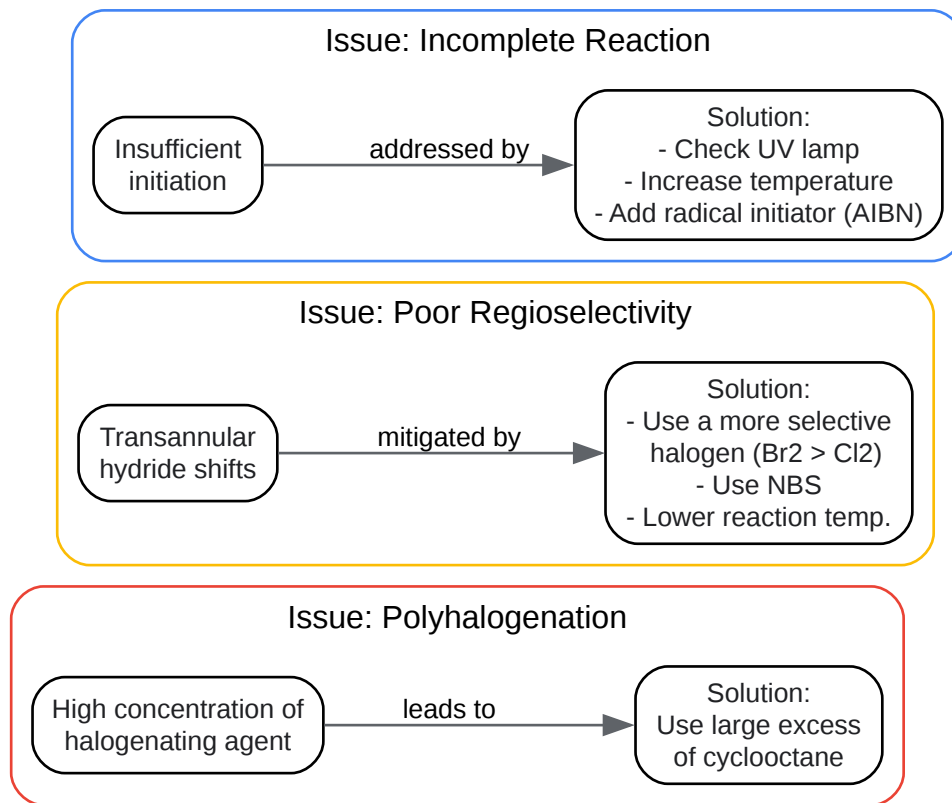 Issue: Incomplete Reaction
Insufficient
initiation
addressed by
Solution:
- Check UV lamp
- Increase temperature
- Add radical initiator (AIBN)
Issue: Poor Regioselectivity
Transannular
hydride shifts
mitigated by
Solution:
- Use a more selective
halogen (Br2 > Cl2)
- Use NBS
- Lower reaction temp.
Issue: Polyhalogenation
High concentration of
halogenating agent
leads to
Solution:
Use large excess
of cyclooctane